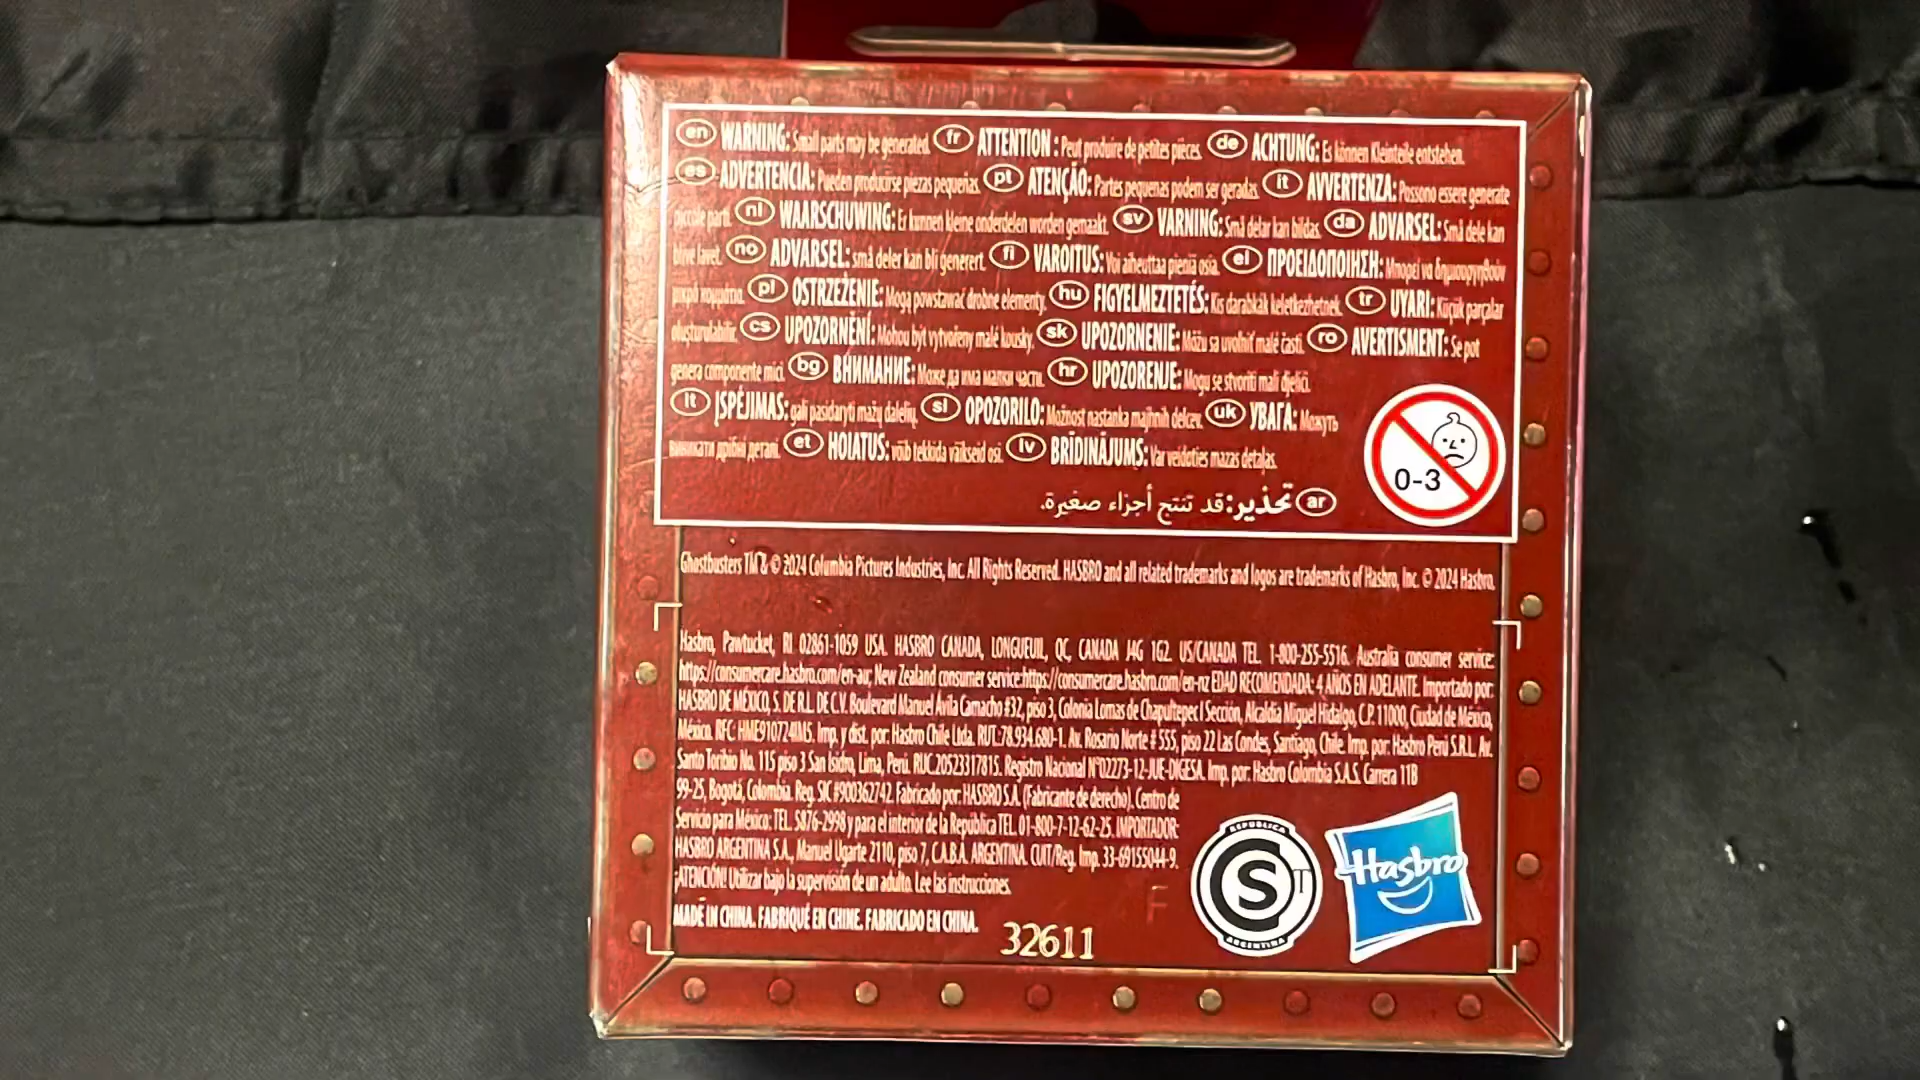 en WARNING: Small parts may be generated. fr ATTENTION : Peut produire de petites pièces. de ACHTUNG: Es können Kleinteile entstehen.
es ADVERTENCIA: Pueden producirse piezas pequeñas. pt ATENÇÃO: Partes pequenas podem ser geradas. it AVVERTENZA: Possono essere generate
piccole parti. nl WAARSCHUWING: Er kunnen kleine onderdelen worden gemaakt. sv VARNING: Små delar kan bildas. da ADVARSEL: Små dele kan
blive lavet. no ADVARSEL: små deler kan bli generert. fi VAROITUS: Voi aiheuttaa pieniä osia. el ΠΡΟΕΙΔΟΠΟΙΗΣΗ: Μπορεί να δημιουργηθούν
μικρά κομμάτια. pl OSTRZEŻENIE: Mogą powstawać drobne elementy. hu FIGYELMEZTETÉS: Kis darabkák keletkezhetnek. tr UYARI: Küçük parçalar
oluşturulabilir. cs UPOZORNĚNÍ: Mohou být vytvořeny malé kousky. sk UPOZORNENIE: Môžu sa uvoľniť malé časti. ro AVERTISMENT: Se pot
genera componente mici. bg ВНИМАНИЕ: Може да има малки части. hr UPOZORENJE: Mogu se stvoriti mali djelići.
lt ĮSPĖJIMAS: gali pasidaryti mažų dalelių. sl OPOZORILO: Možnost nastanka majhnih delcev. uk УВАГА: Можуть
виникати дрібні деталі. et HOIATUS: võib tekkida väikseid osi. lv BRĪDINĀJUMS: Var veidoties mazas detaļas.
ar تحذير: قد تنتج أجزاء صغيرة.
0-3
Ghostbusters TM & © 2024 Columbia Pictures Industries, Inc. All Rights Reserved. HASBRO and all related trademarks and logos are trademarks of Hasbro, Inc. © 2024 Hasbro.
Hasbro, Pawtucket, RI 02861-1059 USA. HASBRO CANADA, LONGUEUIL, QC, CANADA J4G 1G2. US/CANADA TEL. 1-800-255-5516. Australia consumer service:
https://consumercare.hasbro.com/en-au; New Zealand consumer service:https://consumercare.hasbro.com/en-nz EDAD RECOMENDADA: 4 AÑOS EN ADELANTE. Importado por:
HASBRO DE MÉXICO, S. DE R.L. DE C.V. Boulevard Manuel Ávila Camacho #32, piso 3, Colonia Lomas de Chapultepec I Sección, Alcaldía Miguel Hidalgo, C.P. 11000, Ciudad de México,
México. RFC: HME910724IM5. Imp. y dist. por: Hasbro Chile Ltda. RUT.:78.934.680-1. Av. Rosario Norte # 555, piso 22 Las Condes, Santiago, Chile. Imp. por: Hasbro Perú S.R.L. Av.
Santo Toribio No. 115 piso 3 San Isidro, Lima, Perú. RUC.20523317815. Registro Nacional N°02273-12-JUE-DIGESA. Imp. por: Hasbro Colombia S.A.S. Carrera 11B
99-25, Bogotá, Colombia. Reg. SIC #900362742. Fabricado por: HASBRO S.A. (Fabricante de derecho). Centro de
Servicio para México: TEL. 5876-2998 y para el interior de la República TEL. 01-800-7-12-62-25. IMPORTADOR:
HASBRO ARGENTINA S.A., Manuel Ugarte 2110, piso 7, C.A.B.A. ARGENTINA. CUIT/Reg. Imp. 33-69155044-9.
¡ATENCIÓN! Utilizar bajo la supervisión de un adulto. Lee las instrucciones.
MADE IN CHINA. FABRIQUÉ EN CHINE. FABRICADO EN CHINA.
32611
F
REPUBLICA
S T
ARGENTINA
Hasbro